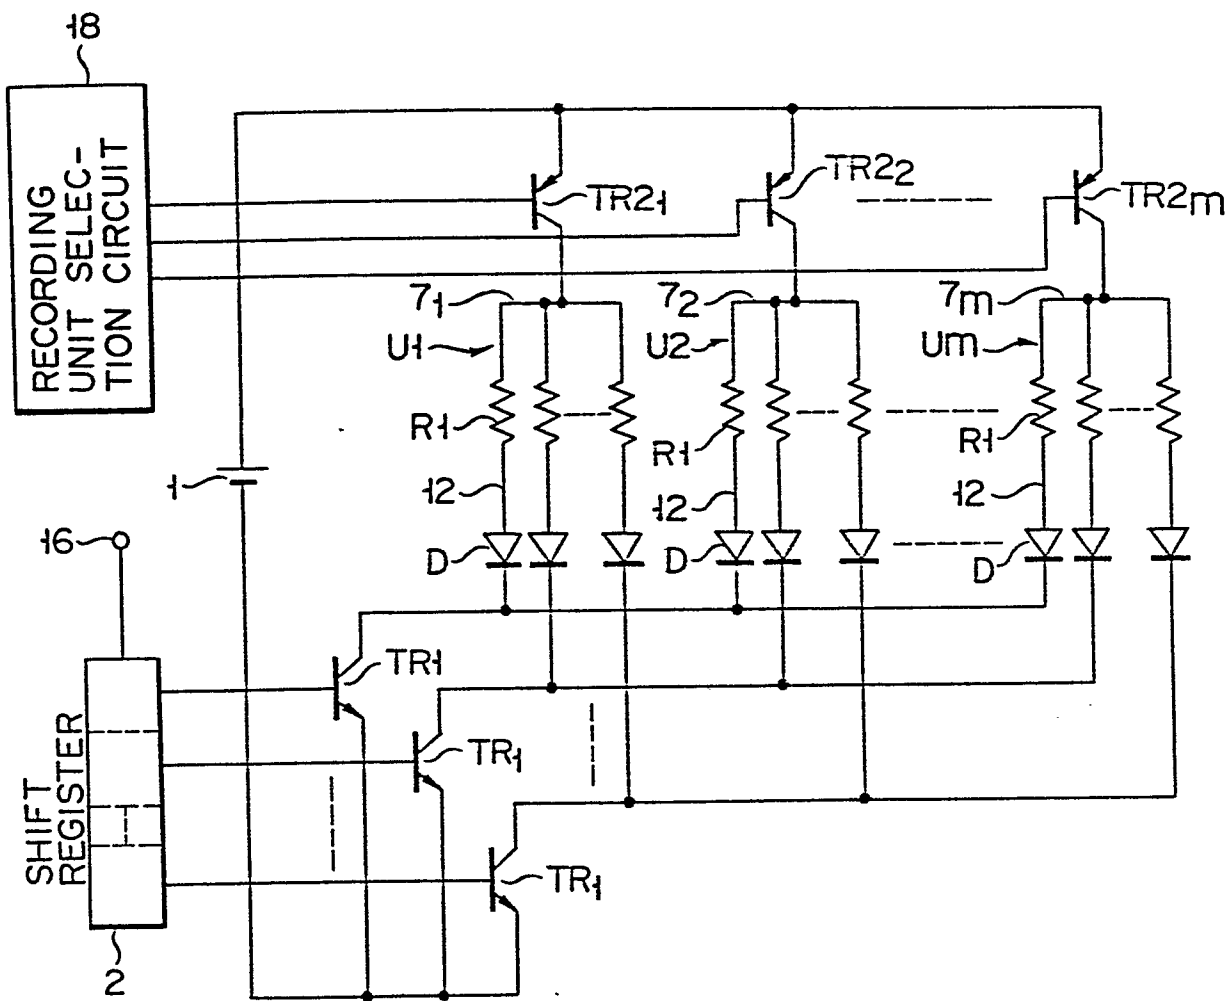 18
RECORDING
UNIT SELEC-
TION CIRCUIT
TR21
TR22
TR2m
71
72
7m
U1
U2
Um
R1
R1
R1
1
12
12
12
16
D
D
D
TR1
TR1
TR1
SHIFT
REGISTER
2